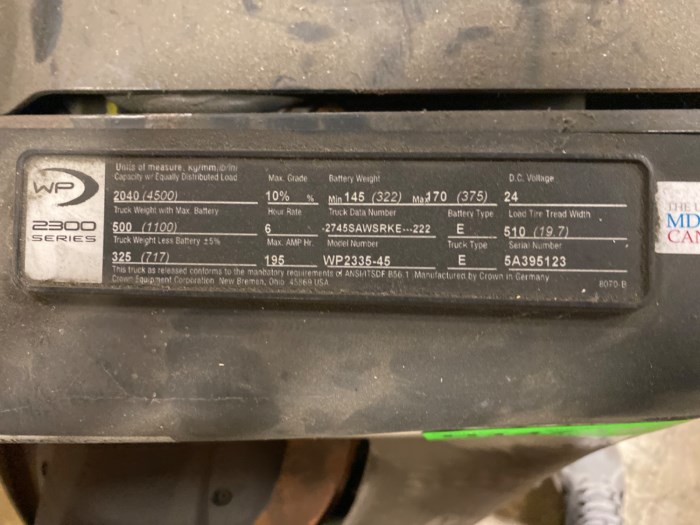 WP
2300
SERIES
Units of measure, kg/mm, lb/in
Capacity w/ Equally Distributed Load Max. Grade Battery Weight D.C. Voltage
2040 (4500) 10% % Min 145 (322) Max 170 (375) 24
Truck Weight with Max. Battery Hour Rate Truck Data Number Battery Type Load Tire Tread Width
500 (1100) 6 -2745SAWSRKE---222 E 510 (19.7)
Truck Weight Less Battery ±5% Max. AMP Hr. Model Number Truck Type Serial Number
325 (717) 195 WP2335-45 E 5A395123
This truck as released conforms to the manbatory requirements of ANSI/ITSDF B56.1. Manufactured by Crown in Germany
Crown Equipment Corporation New Bremen, Ohio 45869 USA 8070-B
THE U
MD
CAN